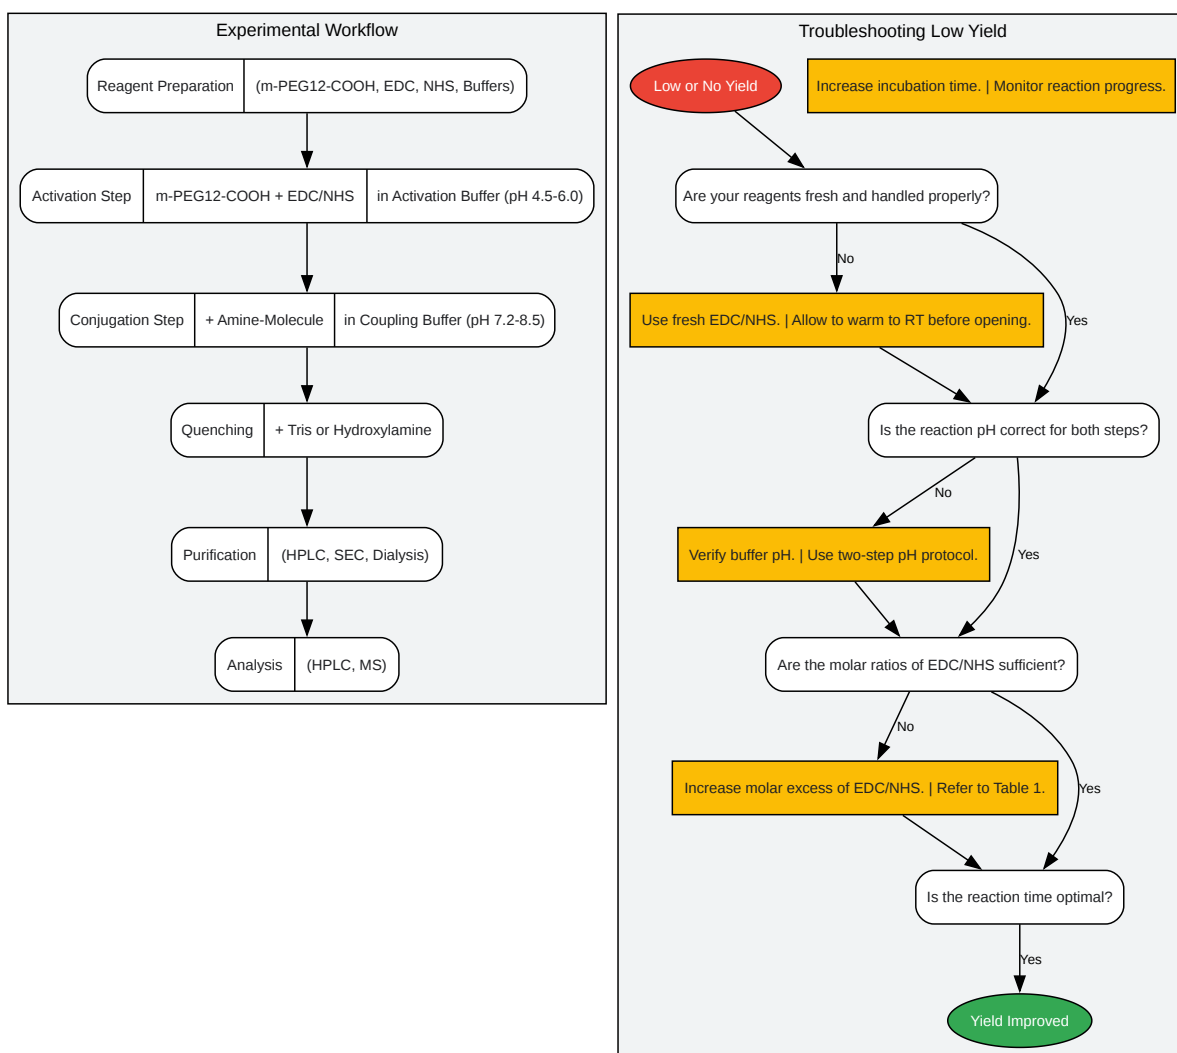 Experimental Workflow
Reagent Preparation
(m-PEG12-COOH, EDC, NHS, Buffers)
Activation Step
m-PEG12-COOH + EDC/NHS
in Activation Buffer (pH 4.5-6.0)
Conjugation Step
+ Amine-Molecule
in Coupling Buffer (pH 7.2-8.5)
Quenching
+ Tris or Hydroxylamine
Purification
(HPLC, SEC, Dialysis)
Analysis
(HPLC, MS)
Troubleshooting Low Yield
Low or No Yield
Increase incubation time. | Monitor reaction progress.
Are your reagents fresh and handled properly?
No
Yes
Use fresh EDC/NHS. | Allow to warm to RT before opening.
Is the reaction pH correct for both steps?
No
Yes
Verify buffer pH. | Use two-step pH protocol.
Are the molar ratios of EDC/NHS sufficient?
No
Yes
Increase molar excess of EDC/NHS. | Refer to Table 1.
Is the reaction time optimal?
Yes
Yield Improved